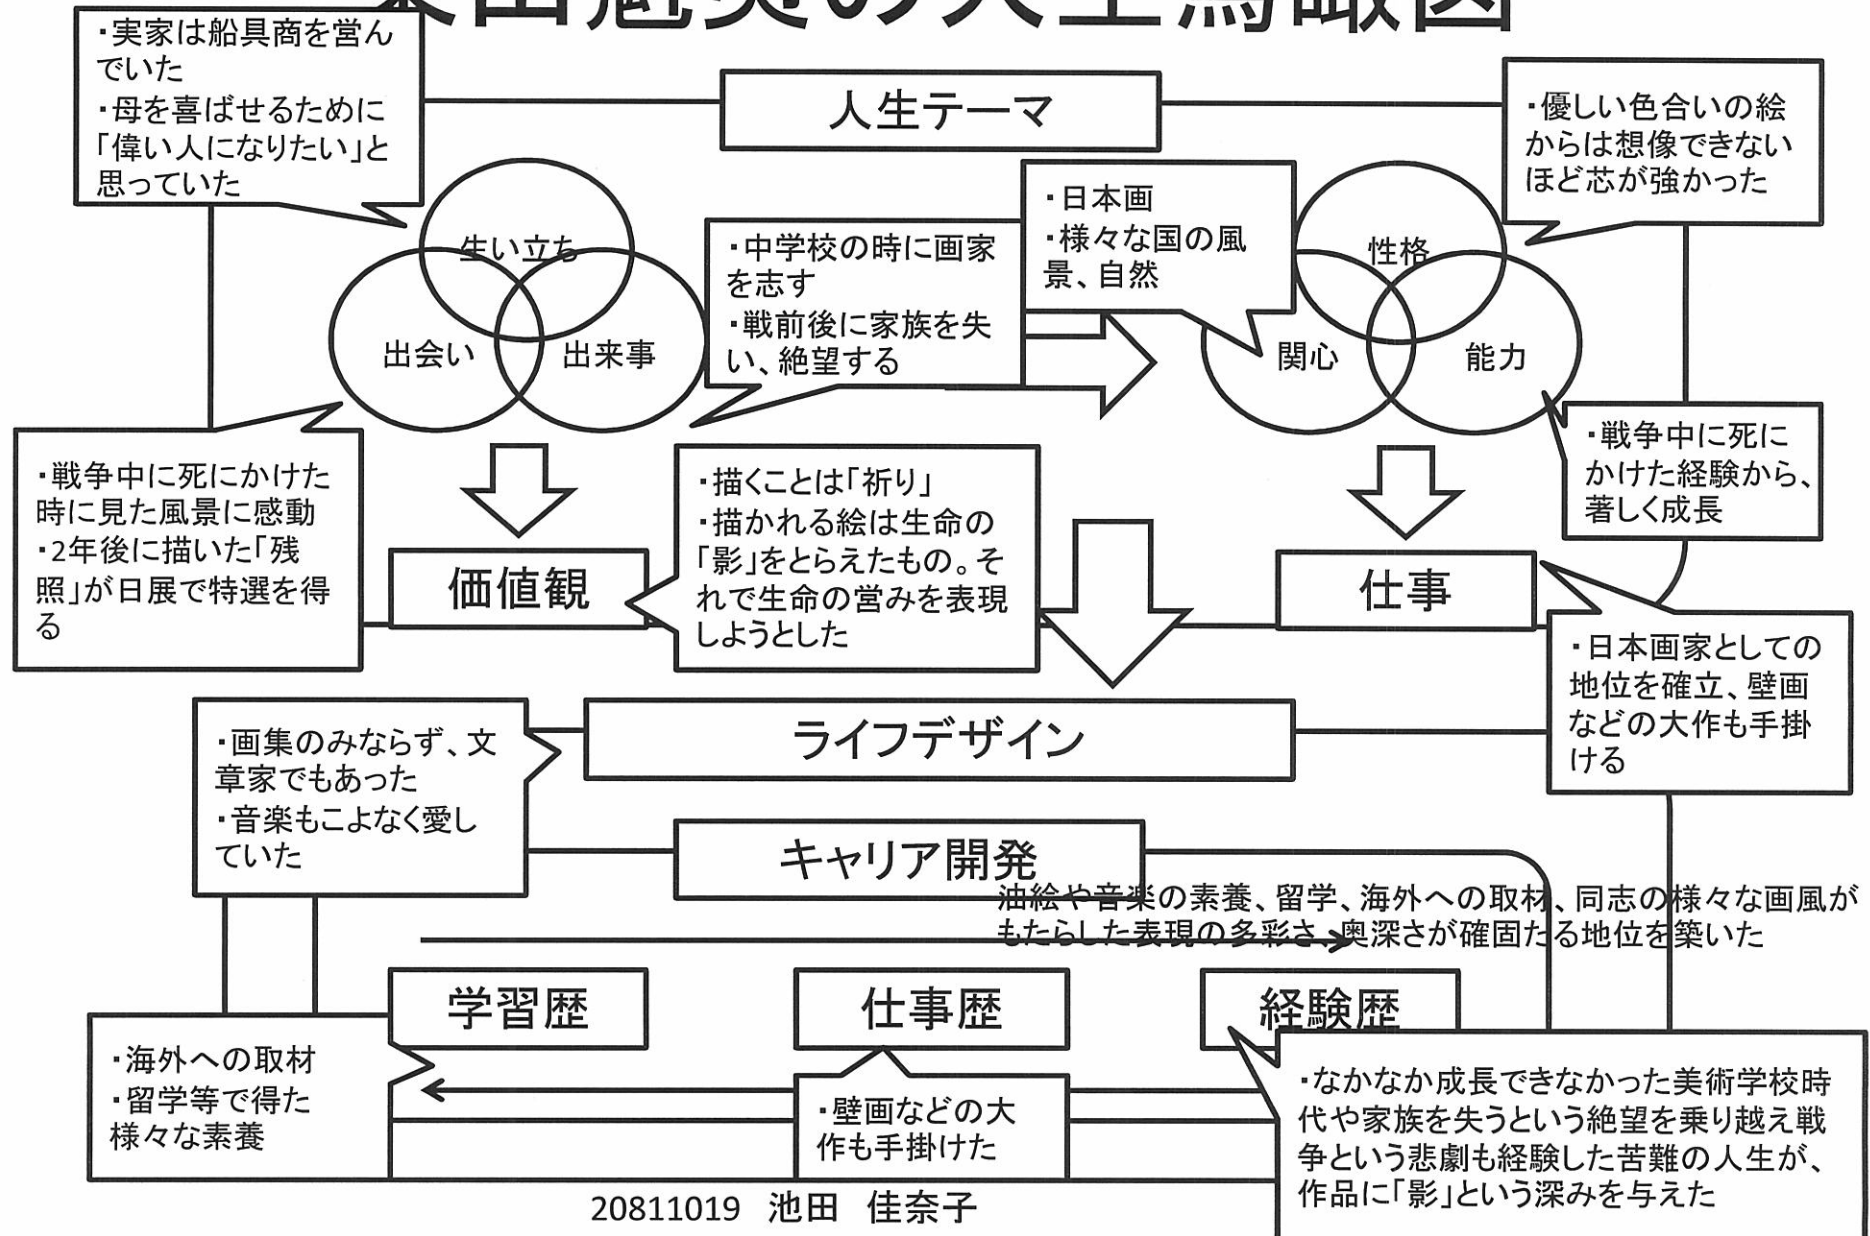 東山魁夷の人生鳥瞰図
・実家は船具商を営ん
でいた
・母を喜ばせるために
「偉い人になりたい」と
思っていた
人生テーマ
・優しい色合いの絵
からは想像できない
ほど芯が強かった
生い立ち
出会い
出来事
・中学校の時に画家
を志す
・戦前後に家族を失
い、絶望する
・日本画
・様々な国の風
景、自然
性格
関心
能力
・戦争中に死にかけた
時に見た風景に感動
・2年後に描いた「残
照」が日展で特選を得
る
・描くことは「祈り」
・描かれる絵は生命の
「影」をとらえたもの。そ
れで生命の営みを表現
しようとした
・戦争中に死に
かけた経験から、
著しく成長
価値観
仕事
・日本画家としての
地位を確立、壁画
などの大作も手掛
ける
ライフデザイン
・画集のみならず、文
章家でもあった
・音楽もこよなく愛し
ていた
キャリア開発
油絵や音楽の素養、留学、海外への取材、同志の様々な画風が
もたらした表現の多彩さ、奥深さが確固たる地位を築いた
学習歴
仕事歴
経験歴
・海外への取材
・留学等で得た
様々な素養
・壁画などの大
作も手掛けた
・なかなか成長できなかった美術学校時
代や家族を失うという絶望を乗り越え戦
争という悲劇も経験した苦難の人生が、
作品に「影」という深みを与えた
20811019 池田 佳奈子